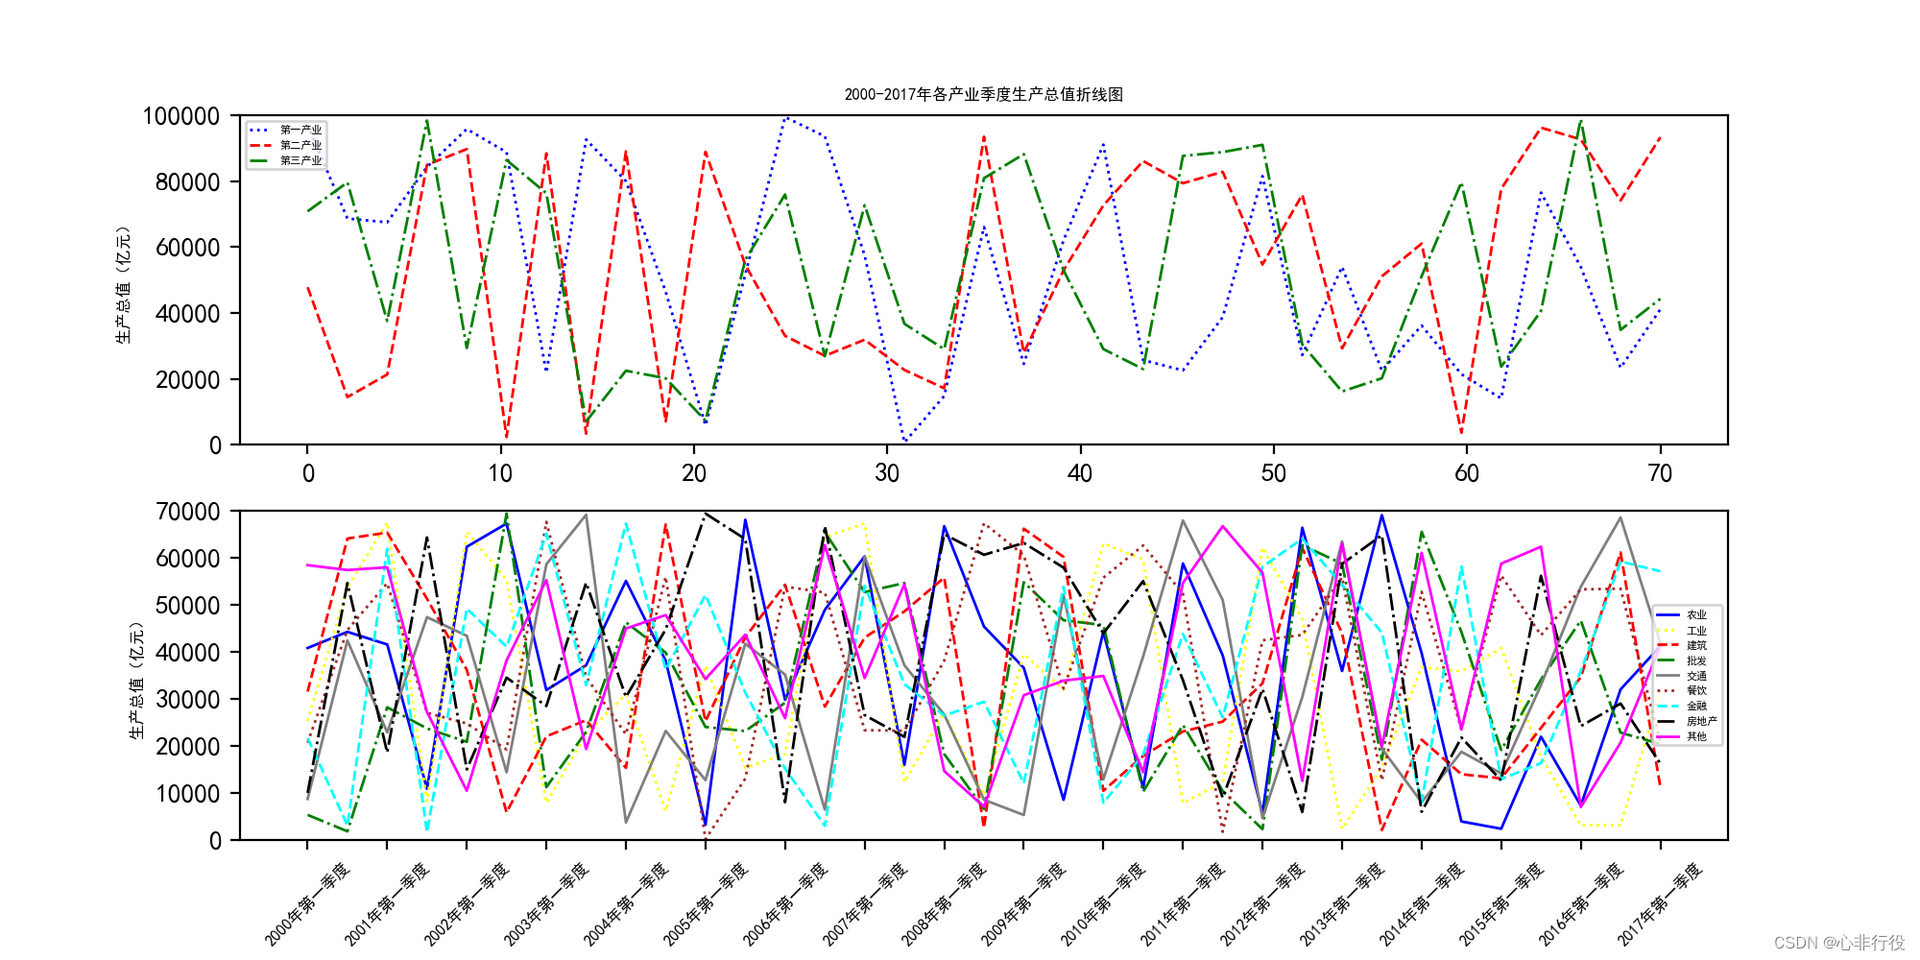 2000-2017年各产业季度生产总值折线图
生产总值（亿元）
100000
80000
60000
40000
20000
0
第一产业
第二产业
第三产业
0 10 20 30 40 50 60 70
生产总值（亿元）
70000
60000
50000
40000
30000
20000
10000
0
农业
工业
建筑
批发
交通
餐饮
金融
房地产
其他
2000年第一季度
2001年第一季度
2002年第一季度
2003年第一季度
2004年第一季度
2005年第一季度
2006年第一季度
2007年第一季度
2008年第一季度
2009年第一季度
2010年第一季度
2011年第一季度
2012年第一季度
2013年第一季度
2014年第一季度
2015年第一季度
2016年第一季度
2017年第一季度
CSDN @心非行役